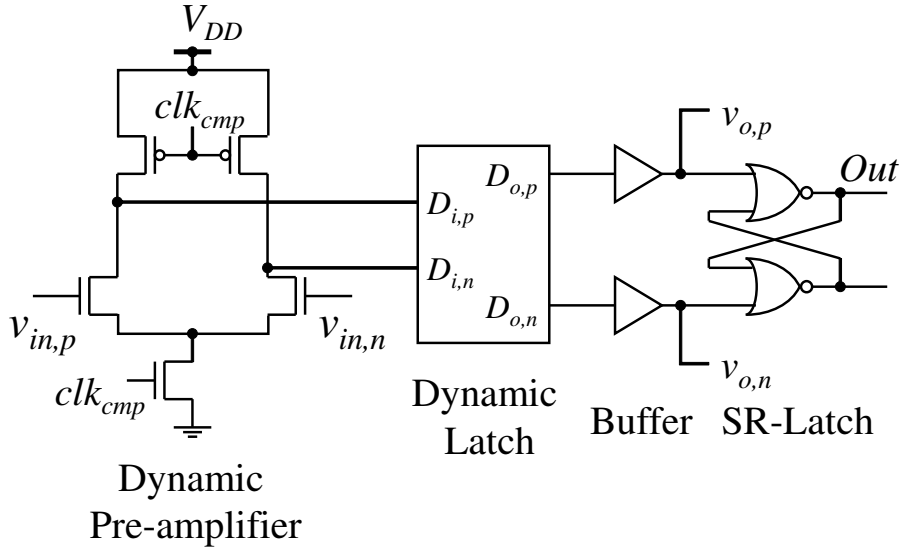 V_DD
clk_cmp
v_o,p
D_o,p
Out
D_i,p
D_i,n
D_o,n
v_in,p
v_in,n
v_o,n
clk_cmp
Dynamic
Latch
Buffer
SR-Latch
Dynamic
Pre-amplifier